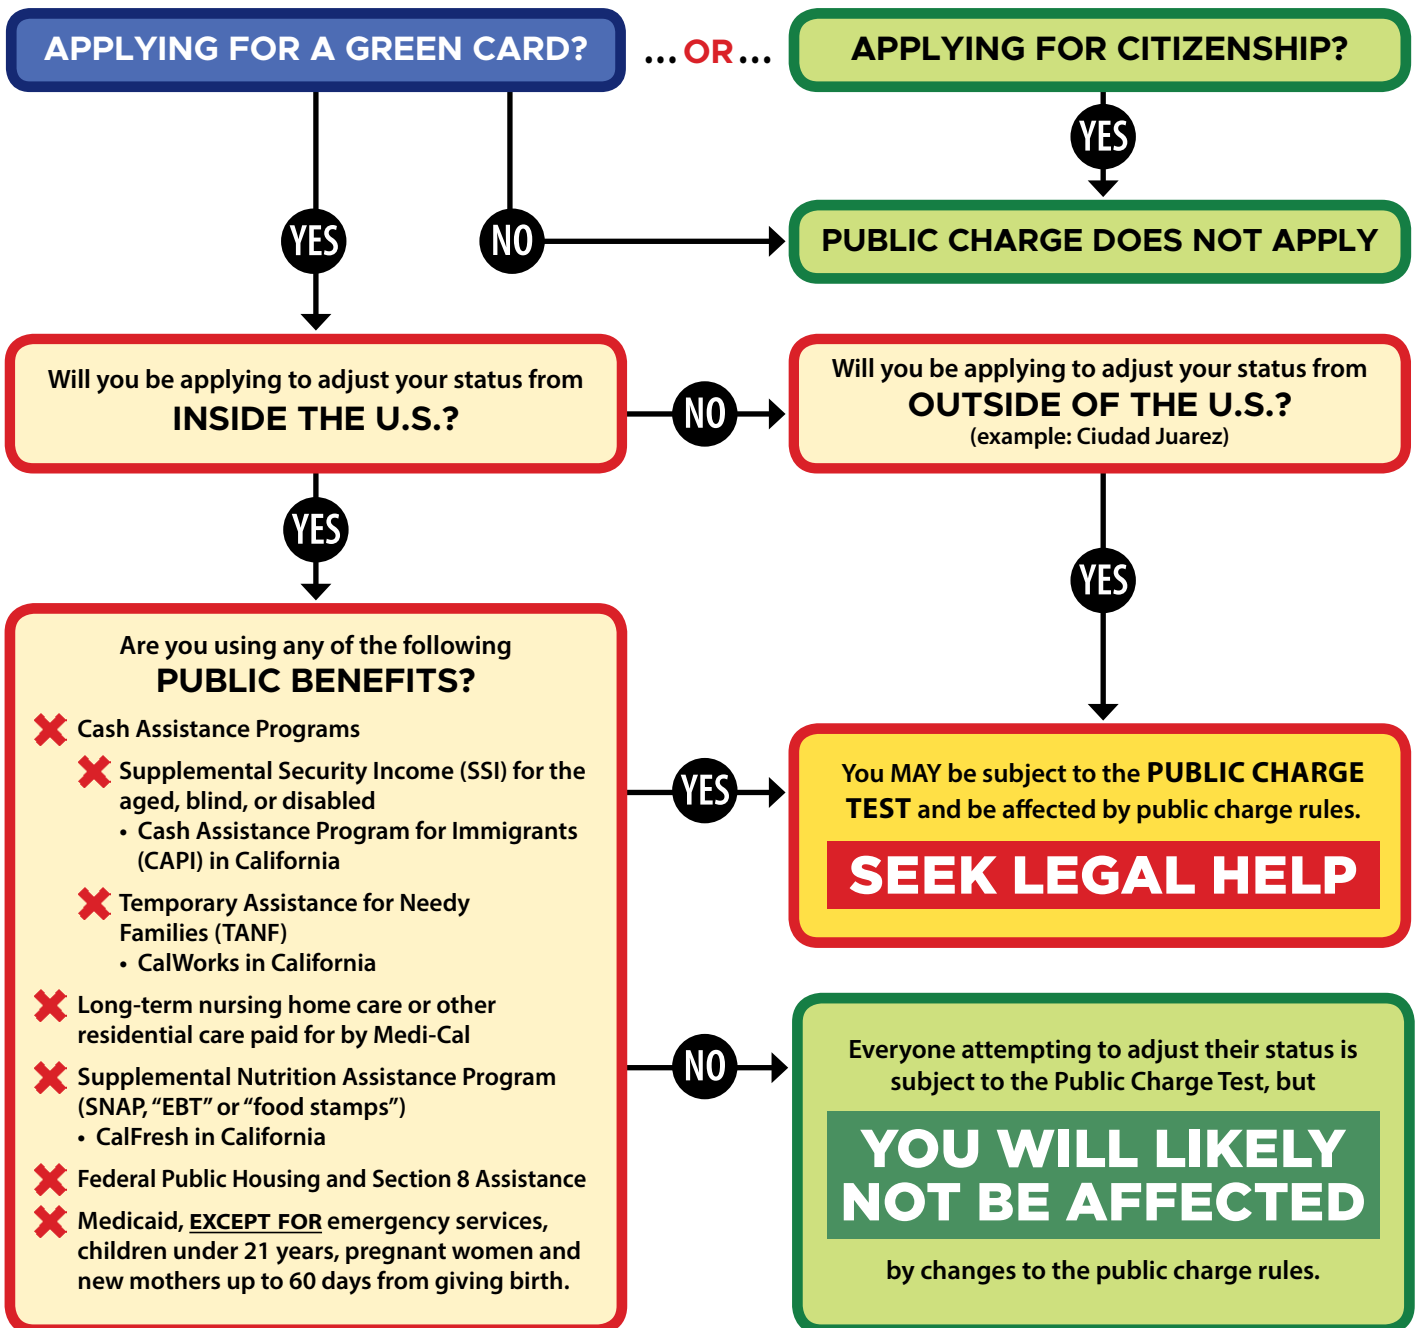 APPLYING FOR A GREEN CARD?
... OR ...
APPLYING FOR CITIZENSHIP?
YES
YES
NO
PUBLIC CHARGE DOES NOT APPLY
Will you be applying to adjust your status from
INSIDE THE U.S.?
NO
Will you be applying to adjust your status from
OUTSIDE OF THE U.S.?
(example: Ciudad Juarez)
YES
YES
Are you using any of the following
PUBLIC BENEFITS?
Cash Assistance Programs
Supplemental Security Income (SSI) for the
aged, blind, or disabled
• Cash Assistance Program for Immigrants
(CAPI) in California
Temporary Assistance for Needy
Families (TANF)
• CalWorks in California
Long-term nursing home care or other
residential care paid for by Medi-Cal
Supplemental Nutrition Assistance Program
(SNAP, “EBT” or “food stamps”)
• CalFresh in California
Federal Public Housing and Section 8 Assistance
Medicaid, EXCEPT FOR emergency services,
children under 21 years, pregnant women and
new mothers up to 60 days from giving birth.
YES
You MAY be subject to the PUBLIC CHARGE
TEST and be affected by public charge rules.
SEEK LEGAL HELP
NO
Everyone attempting to adjust their status is
subject to the Public Charge Test, but
YOU WILL LIKELY
NOT BE AFFECTED
by changes to the public charge rules.